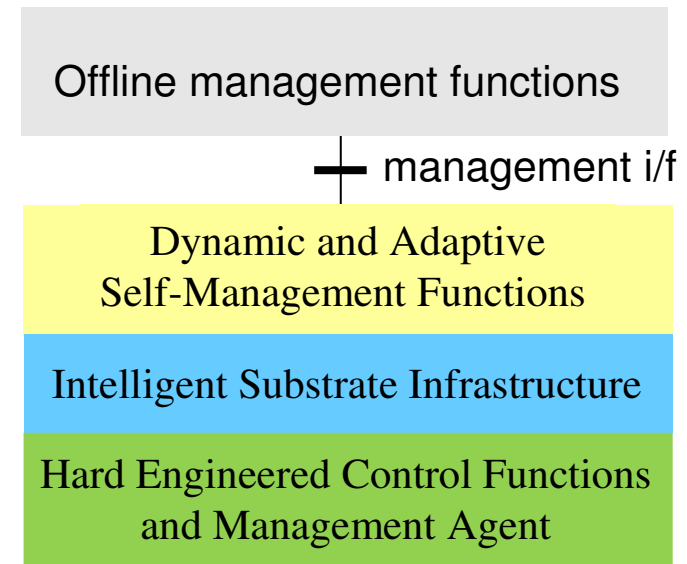 Offline management functions
management i/f
Dynamic and Adaptive
Self-Management Functions
Intelligent Substrate Infrastructure
Hard Engineered Control Functions
and Management Agent